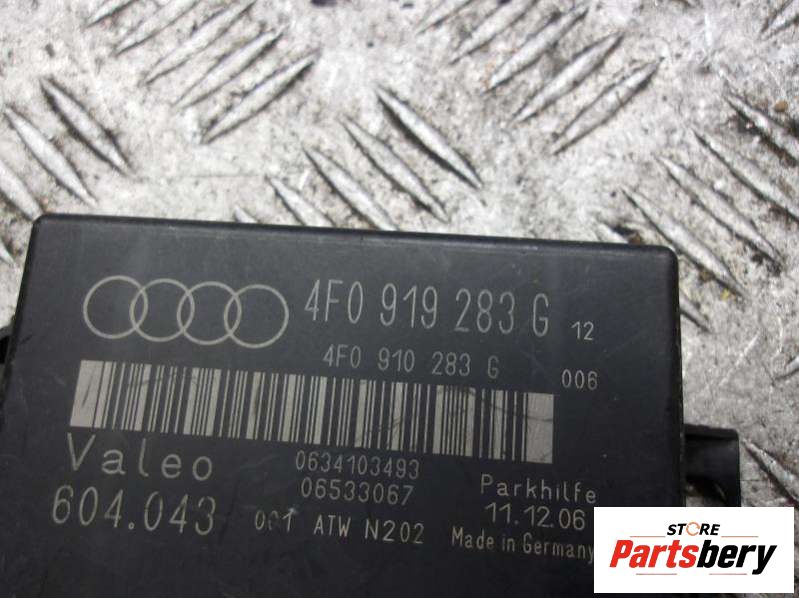 4F0 919 283 G 12
4F0 910 283 G 006
Valeo 0634103493
06533067 Parkhilfe
604.043 001 ATW N202 11.12.06
Made in Germany
STORE
Partsbery